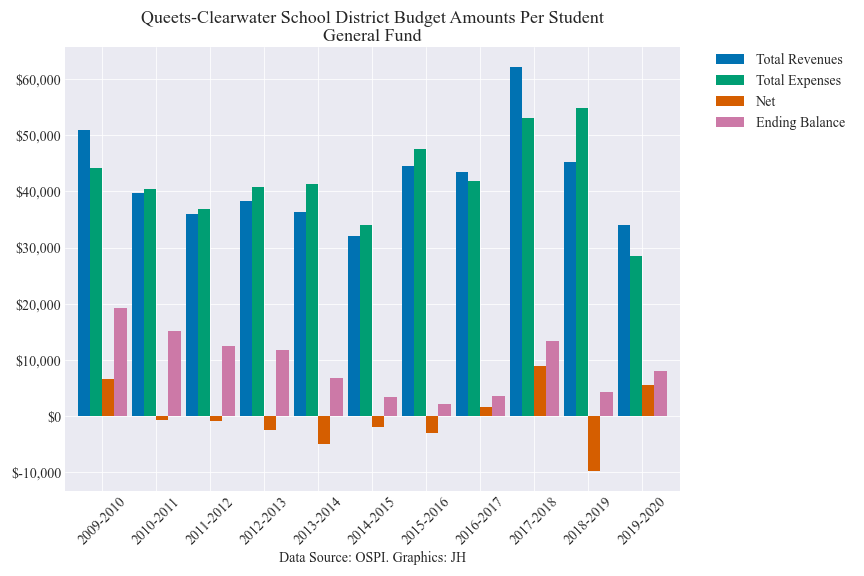 Queets-Clearwater School District Budget Amounts Per Student
General Fund
Total Revenues
Total Expenses
Net
Ending Balance
$60,000
$50,000
$40,000
$30,000
$20,000
$10,000
$0
$-10,000
2009-2010
2010-2011
2011-2012
2012-2013
2013-2014
2014-2015
2015-2016
2016-2017
2017-2018
2018-2019
2019-2020
Data Source: OSPI. Graphics: JH